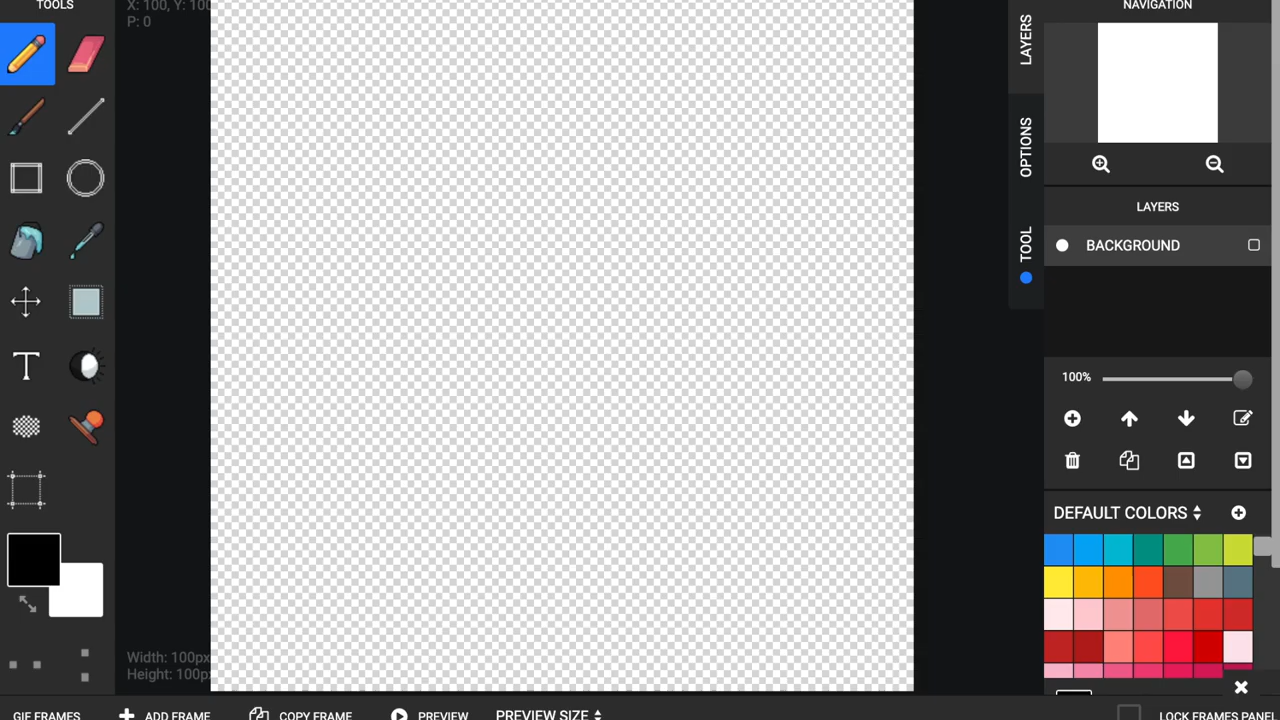 TOOLS
X: 100, Y: 100
P: 0
NAVIGATION
LAYERS
OPTIONS
TOOL
LAYERS
BACKGROUND
100%
T
DEFAULT COLORS
Width: 100px
Height: 100px
GIF FRAMES
ADD FRAME
COPY FRAME
PREVIEW
PREVIEW SIZE
LOCK FRAMES PANEL